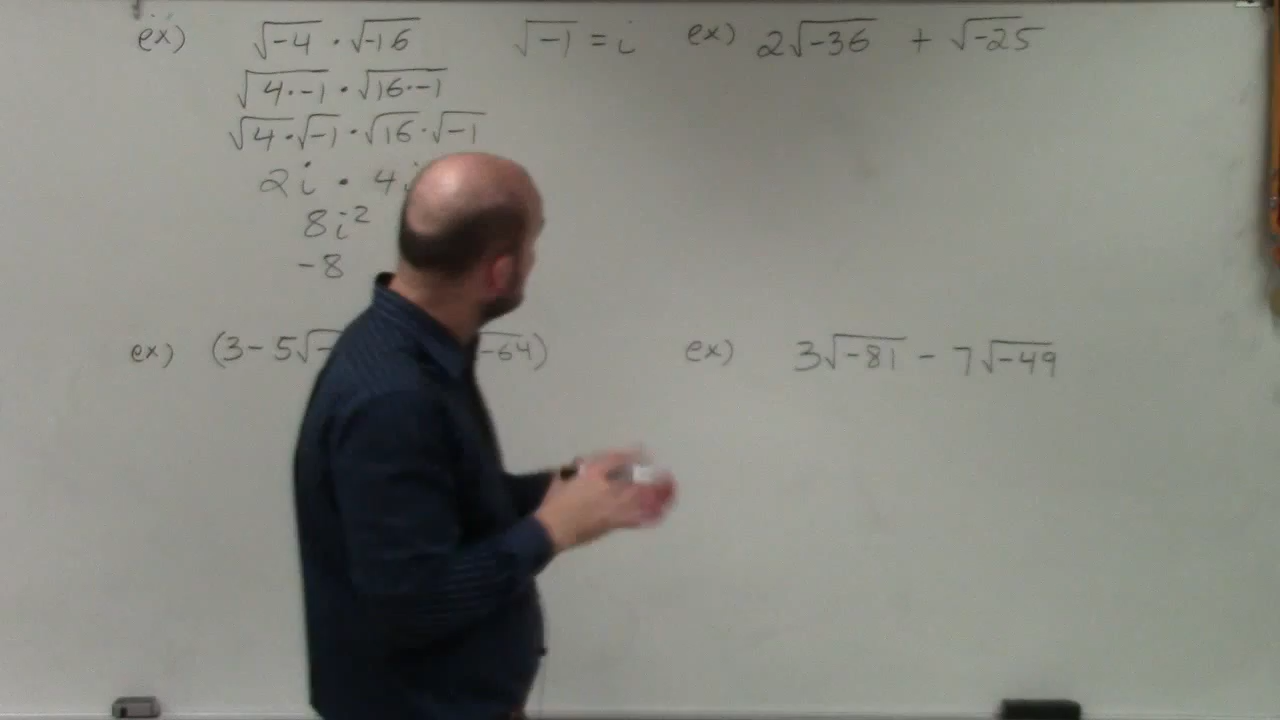 ex) √-4 · √-16
√4·-1 · √16·-1
√4·√-1 · √16·√-1
2i · 4i
8i²
-8
√-1 = i
ex) 2√-36 + √-25
ex) (3-5√- -64)
ex) 3√-81 - 7√-49